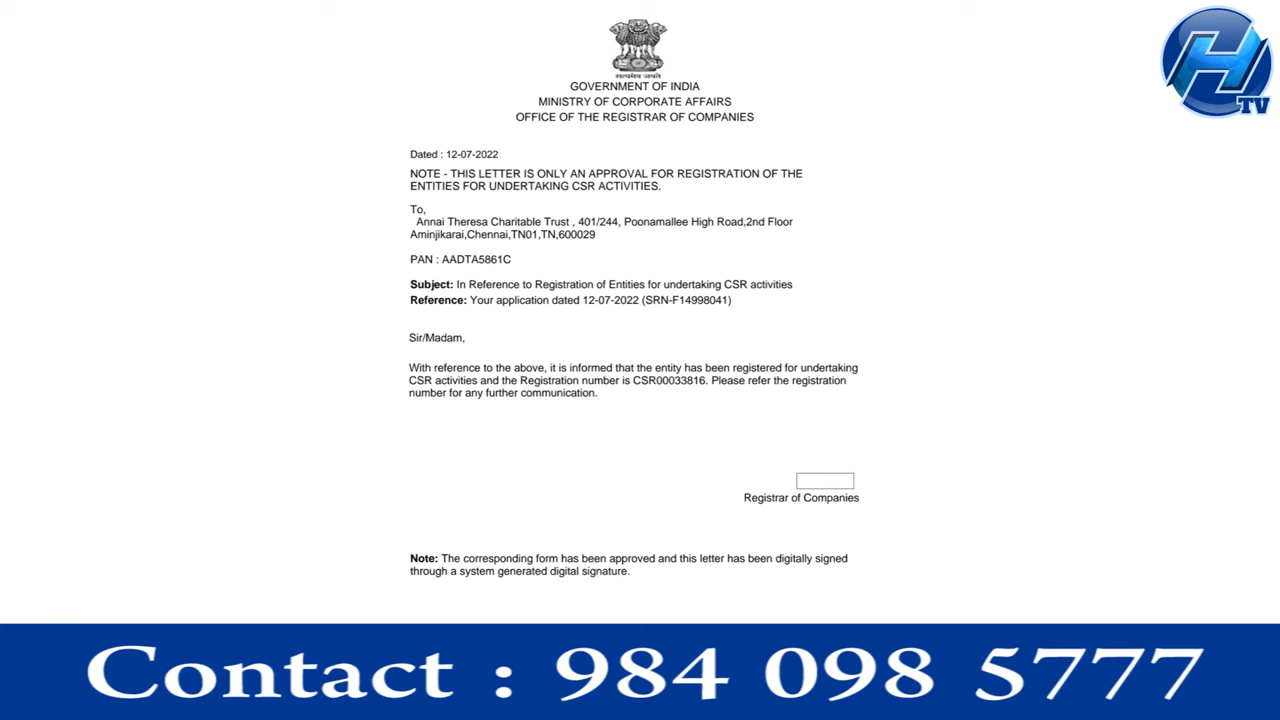 H
TV
सत्यमेव जयते
GOVERNMENT OF INDIA
MINISTRY OF CORPORATE AFFAIRS
OFFICE OF THE REGISTRAR OF COMPANIES
Dated : 12-07-2022
NOTE - THIS LETTER IS ONLY AN APPROVAL FOR REGISTRATION OF THE
ENTITIES FOR UNDERTAKING CSR ACTIVITIES.
To,
Annai Theresa Charitable Trust , 401/244, Poonamallee High Road,2nd Floor
Aminjikarai,Chennai,TN01,TN,600029
PAN : AADTA5861C
Subject: In Reference to Registration of Entities for undertaking CSR activities
Reference: Your application dated 12-07-2022 (SRN-F14998041)
Sir/Madam,
With reference to the above, it is informed that the entity has been registered for undertaking
CSR activities and the Registration number is CSR00033816. Please refer the registration
number for any further communication.
Registrar of Companies
Note: The corresponding form has been approved and this letter has been digitally signed
through a system generated digital signature.
Contact : 984 098 5777